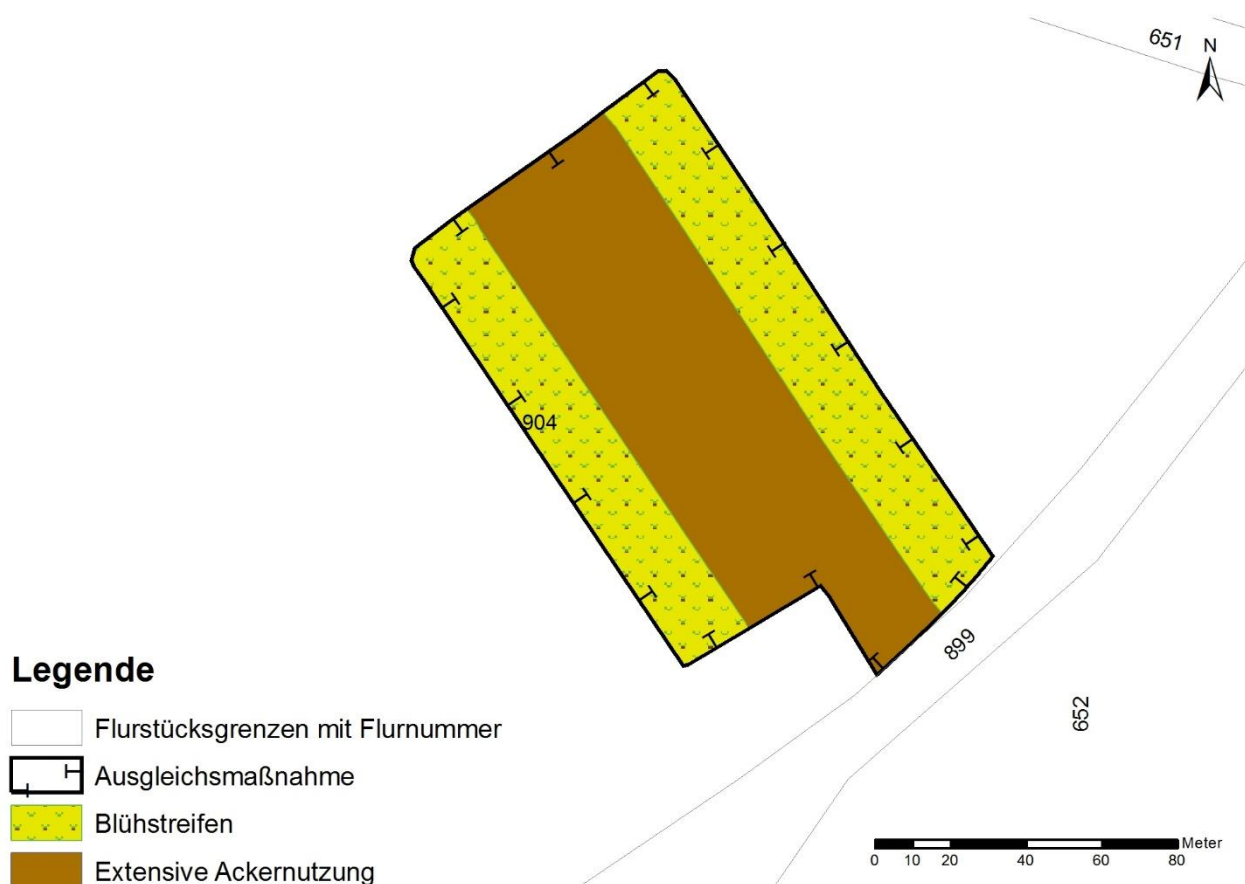 651
N
904
899
652
Legende
Flurstücksgrenzen mit Flurnummer
Ausgleichsmaßnahme
Blühstreifen
Extensive Ackernutzung
Meter
0 10 20 40 60 80